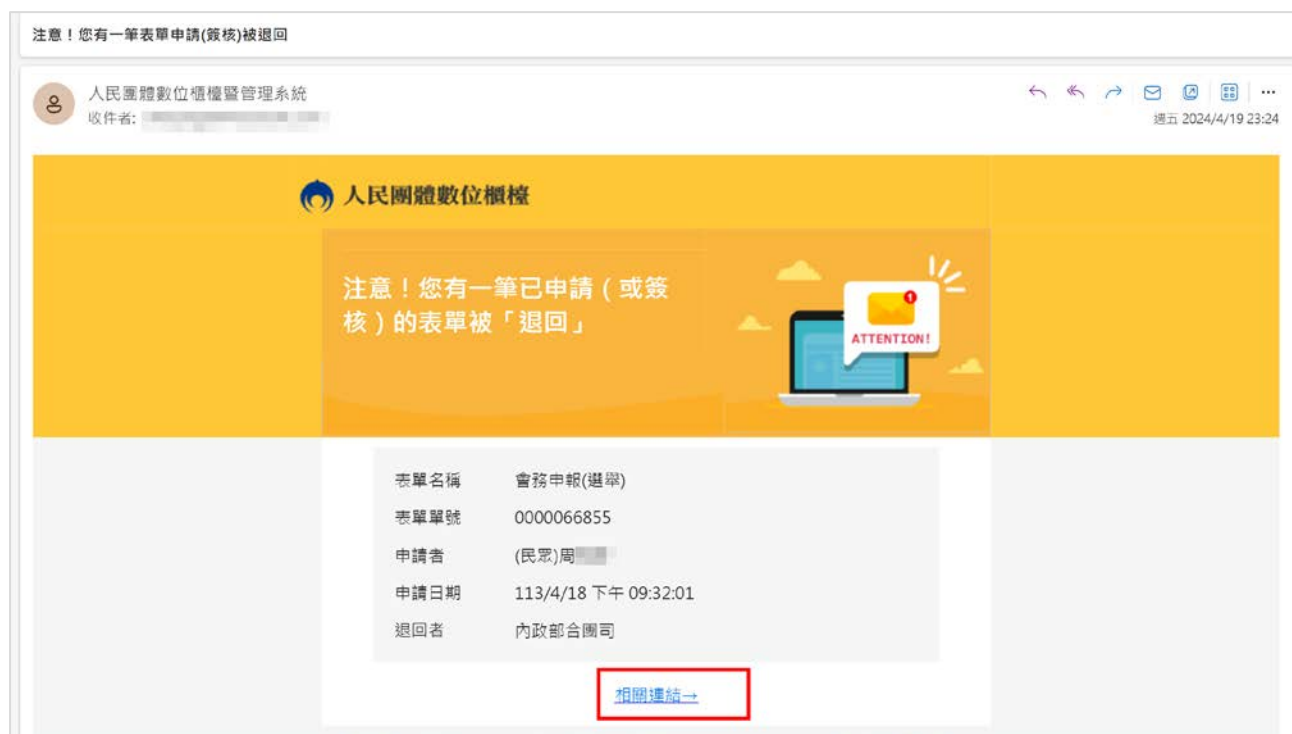 注意！您有一筆表單申請(簽核)被退回
人民團體數位櫃檯暨管理系統
收件者:
週五 2024/4/19 23:24
人民團體數位櫃檯
注意！您有一筆已申請（或簽
核）的表單被「退回」
1
ATTENTION!
表單名稱 會務申報(選舉)
表單單號 0000066855
申請者 (民眾)周
申請日期 113/4/18 下午 09:32:01
退回者 內政部合團司
相關連結→